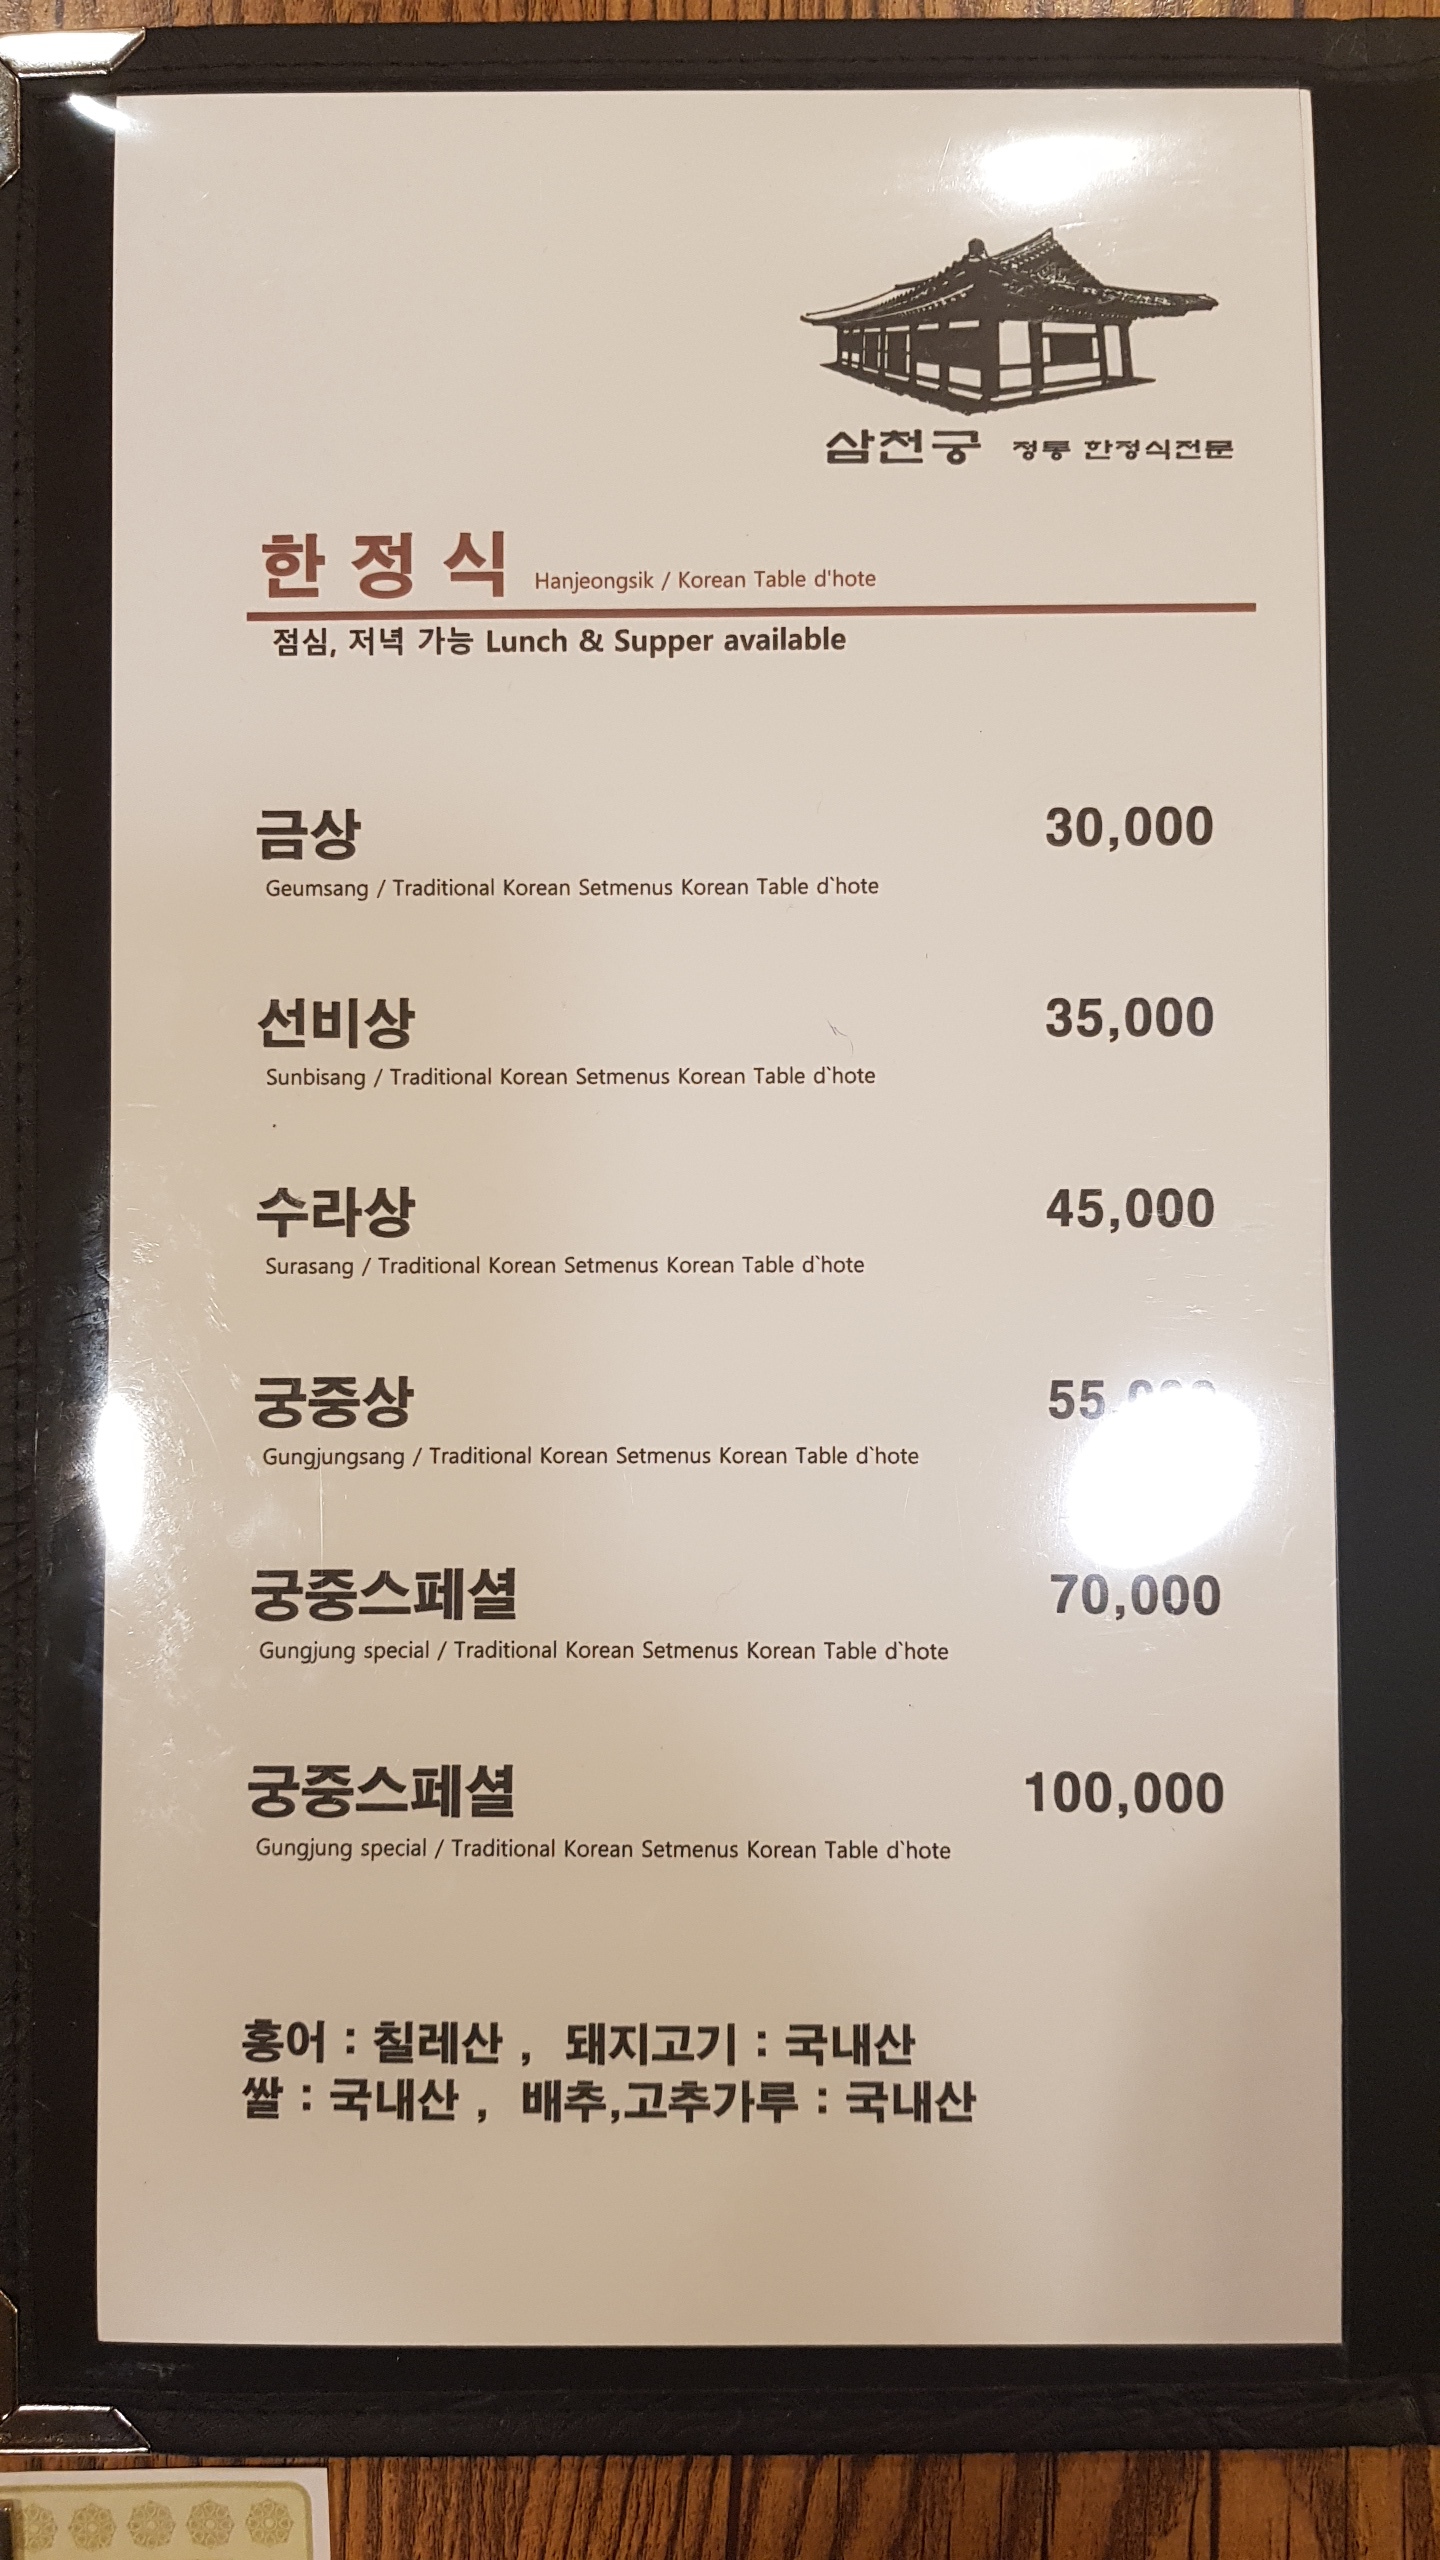 삼천궁 정통 한정식전문
한 정 식 Hanjeongsik / Korean Table d'hote
점심, 저녁 가능 Lunch & Supper available
금상 30,000
Geumsang / Traditional Korean Setmenus Korean Table d`hote
선비상 35,000
Sunbisang / Traditional Korean Setmenus Korean Table d`hote
수라상 45,000
Surasang / Traditional Korean Setmenus Korean Table d`hote
궁중상 55,000
Gungjungsang / Traditional Korean Setmenus Korean Table d`hote
궁중스페셜 70,000
Gungjung special / Traditional Korean Setmenus Korean Table d`hote
궁중스페셜 100,000
Gungjung special / Traditional Korean Setmenus Korean Table d`hote
홍어 : 칠레산 , 돼지고기 : 국내산
쌀 : 국내산 , 배추,고추가루 : 국내산